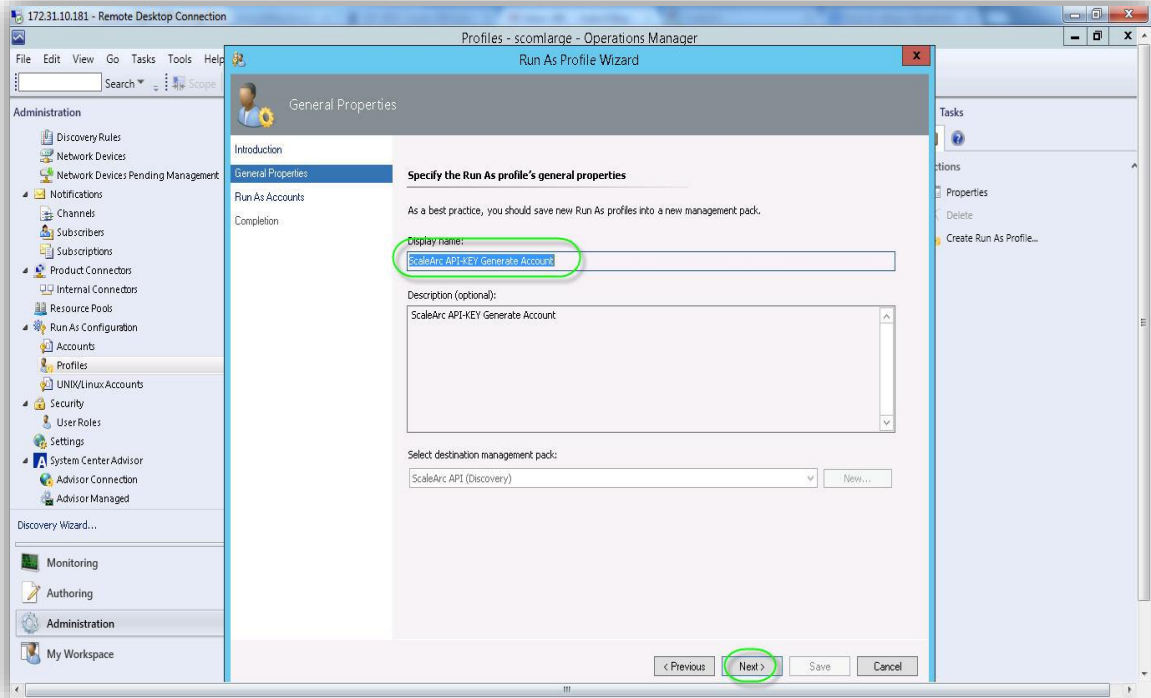 172.31.10.181 - Remote Desktop Connection
Profiles - scomlarge - Operations Manager
File Edit View Go Tasks Tools Help
Search
Scope
Run As Profile Wizard
General Properties
Administration
Discovery Rules
Network Devices
Network Devices Pending Management
Notifications
Channels
Subscribers
Subscriptions
Product Connectors
Internal Connectors
Resource Pools
Run As Configuration
Accounts
Profiles
UNIX/Linux Accounts
Security
User Roles
Settings
System Center Advisor
Advisor Connection
Advisor Managed
Discovery Wizard...
Monitoring
Authoring
Administration
My Workspace
Introduction
General Properties
Run As Accounts
Completion
Specify the Run As profile's general properties
As a best practice, you should save new Run As profiles into a new management pack.
Display name:
ScaleArc API-KEY Generate Account
Description (optional):
ScaleArc API-KEY Generate Account
Select destination management pack:
ScaleArc API (Discovery)
New...
< Previous
Next >
Save
Cancel
Tasks
ctions
Properties
Delete
Create Run As Profile...